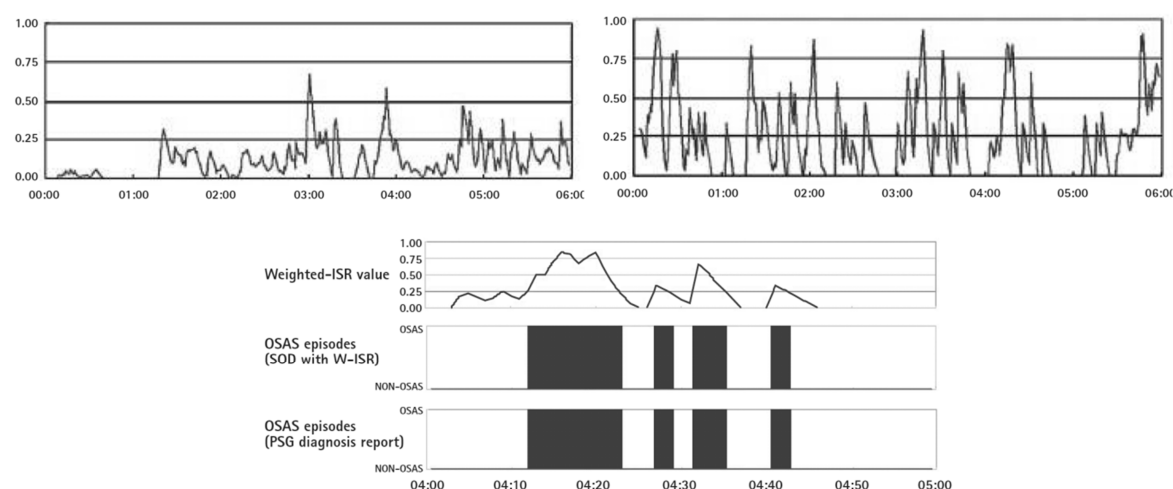 1.00
0.75
0.50
0.25
0.00
00:00 01:00 02:00 03:00 04:00 05:00 06:00
1.00
0.75
0.50
0.25
0.00
00:00 01:00 02:00 03:00 04:00 05:00 06:00
Weighted-ISR value
1.00
0.75
0.50
0.25
0.00
OSAS episodes
(SOD with W-ISR)
OSAS
NON-OSAS
OSAS episodes
(PSG diagnosis report)
OSAS
NON-OSAS
04:00 04:10 04:20 04:30 04:40 04:50 05:00